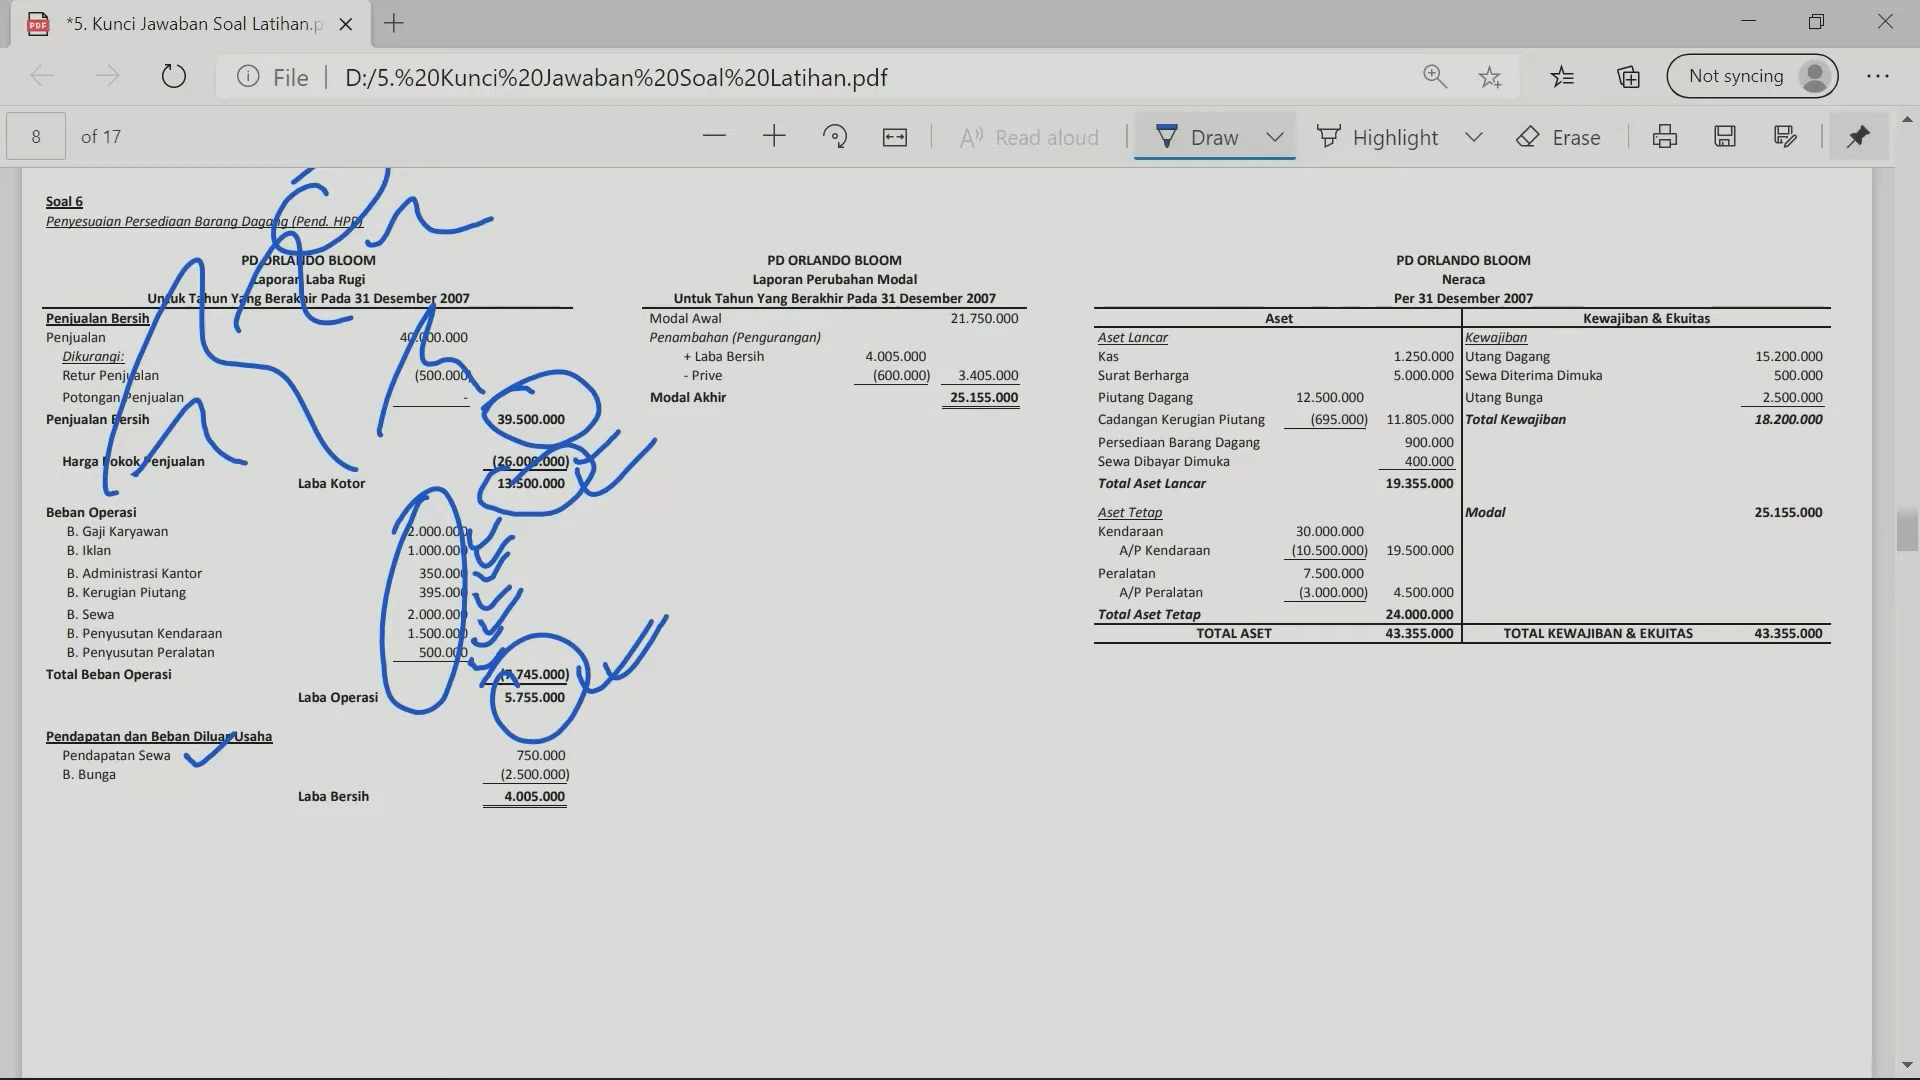 *5. Kunci Jawaban Soal Latihan.p
File
D:/5.%20Kunci%20Jawaban%20Soal%20Latihan.pdf
Not syncing
8 of 17
Read aloud
Draw
Highlight
Erase
Soal 6
Penyesuaian Persediaan Barang Dagang (Pend. HPP)
PD ORLANDO BLOOM
Laporan Laba Rugi
Untuk Tahun Yang Berakhir Pada 31 Desember 2007
Penjualan Bersih
Penjualan 40.000.000
Dikurangi:
Retur Penjualan (500.000)
Potongan Penjualan -
Penjualan Bersih 39.500.000
Harga Pokok Penjualan (26.000.000)
Laba Kotor 13.500.000
Beban Operasi
B. Gaji Karyawan 2.000.000
B. Iklan 1.000.000
B. Administrasi Kantor 350.000
B. Kerugian Piutang 395.000
B. Sewa 2.000.000
B. Penyusutan Kendaraan 1.500.000
B. Penyusutan Peralatan 500.000
Total Beban Operasi (7.745.000)
Laba Operasi 5.755.000
Pendapatan dan Beban Diluar Usaha
Pendapatan Sewa 750.000
B. Bunga (2.500.000)
Laba Bersih 4.005.000
PD ORLANDO BLOOM
Laporan Perubahan Modal
Untuk Tahun Yang Berakhir Pada 31 Desember 2007
Modal Awal 21.750.000
Penambahan (Pengurangan)
+ Laba Bersih 4.005.000
- Prive (600.000) 3.405.000
Modal Akhir 25.155.000
PD ORLANDO BLOOM
Neraca
Per 31 Desember 2007
Aset Kewajiban & Ekuitas
Aset Lancar Kewajiban
Kas 1.250.000 Utang Dagang 15.200.000
Surat Berharga 5.000.000 Sewa Diterima Dimuka 500.000
Piutang Dagang 12.500.000 Utang Bunga 2.500.000
Cadangan Kerugian Piutang (695.000) 11.805.000 Total Kewajiban 18.200.000
Persediaan Barang Dagang 900.000
Sewa Dibayar Dimuka 400.000
Total Aset Lancar 19.355.000
Aset Tetap Modal 25.155.000
Kendaraan 30.000.000
A/P Kendaraan (10.500.000) 19.500.000
Peralatan 7.500.000
A/P Peralatan (3.000.000) 4.500.000
Total Aset Tetap 24.000.000
TOTAL ASET 43.355.000 TOTAL KEWAJIBAN & EKUITAS 43.355.000